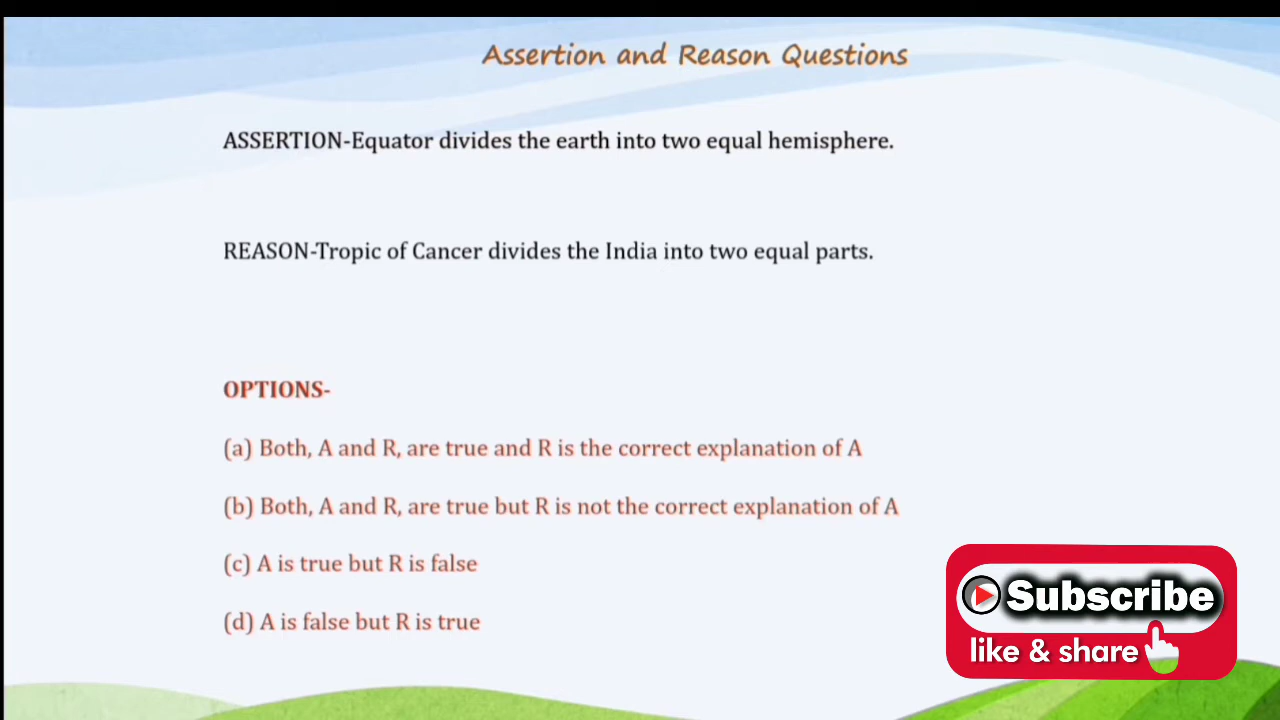 Assertion and Reason Questions
ASSERTION-Equator divides the earth into two equal hemisphere.
REASON-Tropic of Cancer divides the India into two equal parts.
OPTIONS-
(a) Both, A and R, are true and R is the correct explanation of A
(b) Both, A and R, are true but R is not the correct explanation of A
(c) A is true but R is false
(d) A is false but R is true
Subscribe
like & share